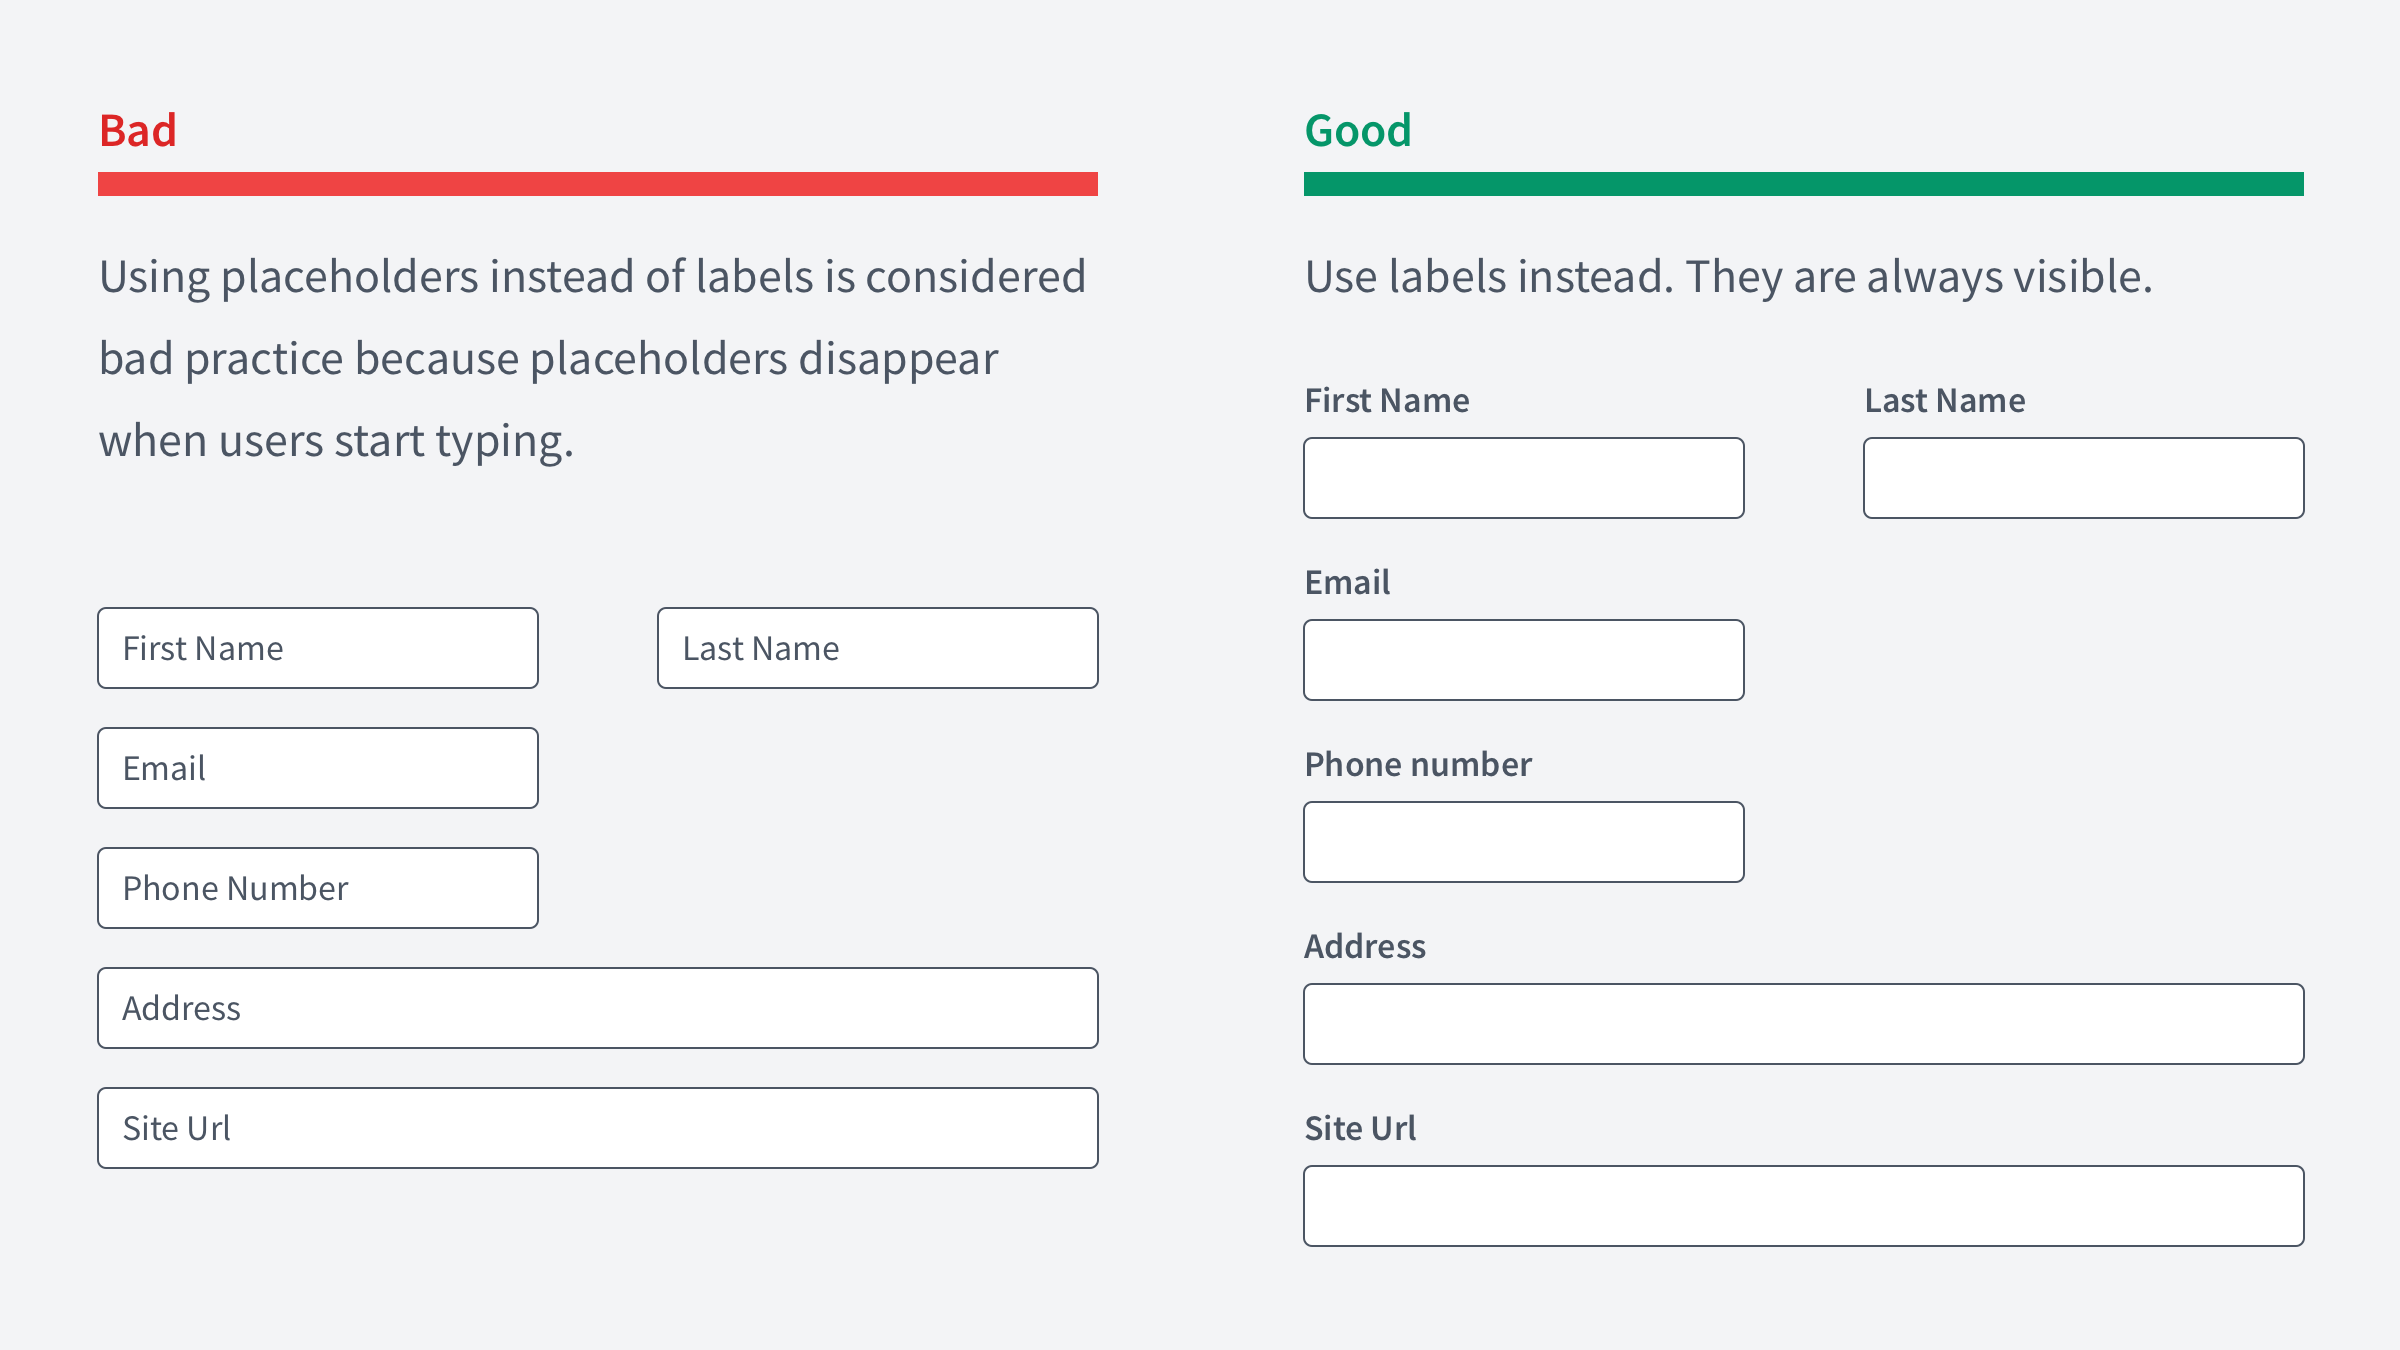 Bad
Using placeholders instead of labels is considered
bad practice because placeholders disappear
when users start typing.
First Name
Last Name
Email
Phone Number
Address
Site Url
Good
Use labels instead. They are always visible.
First Name
Last Name
Email
Phone number
Address
Site Url